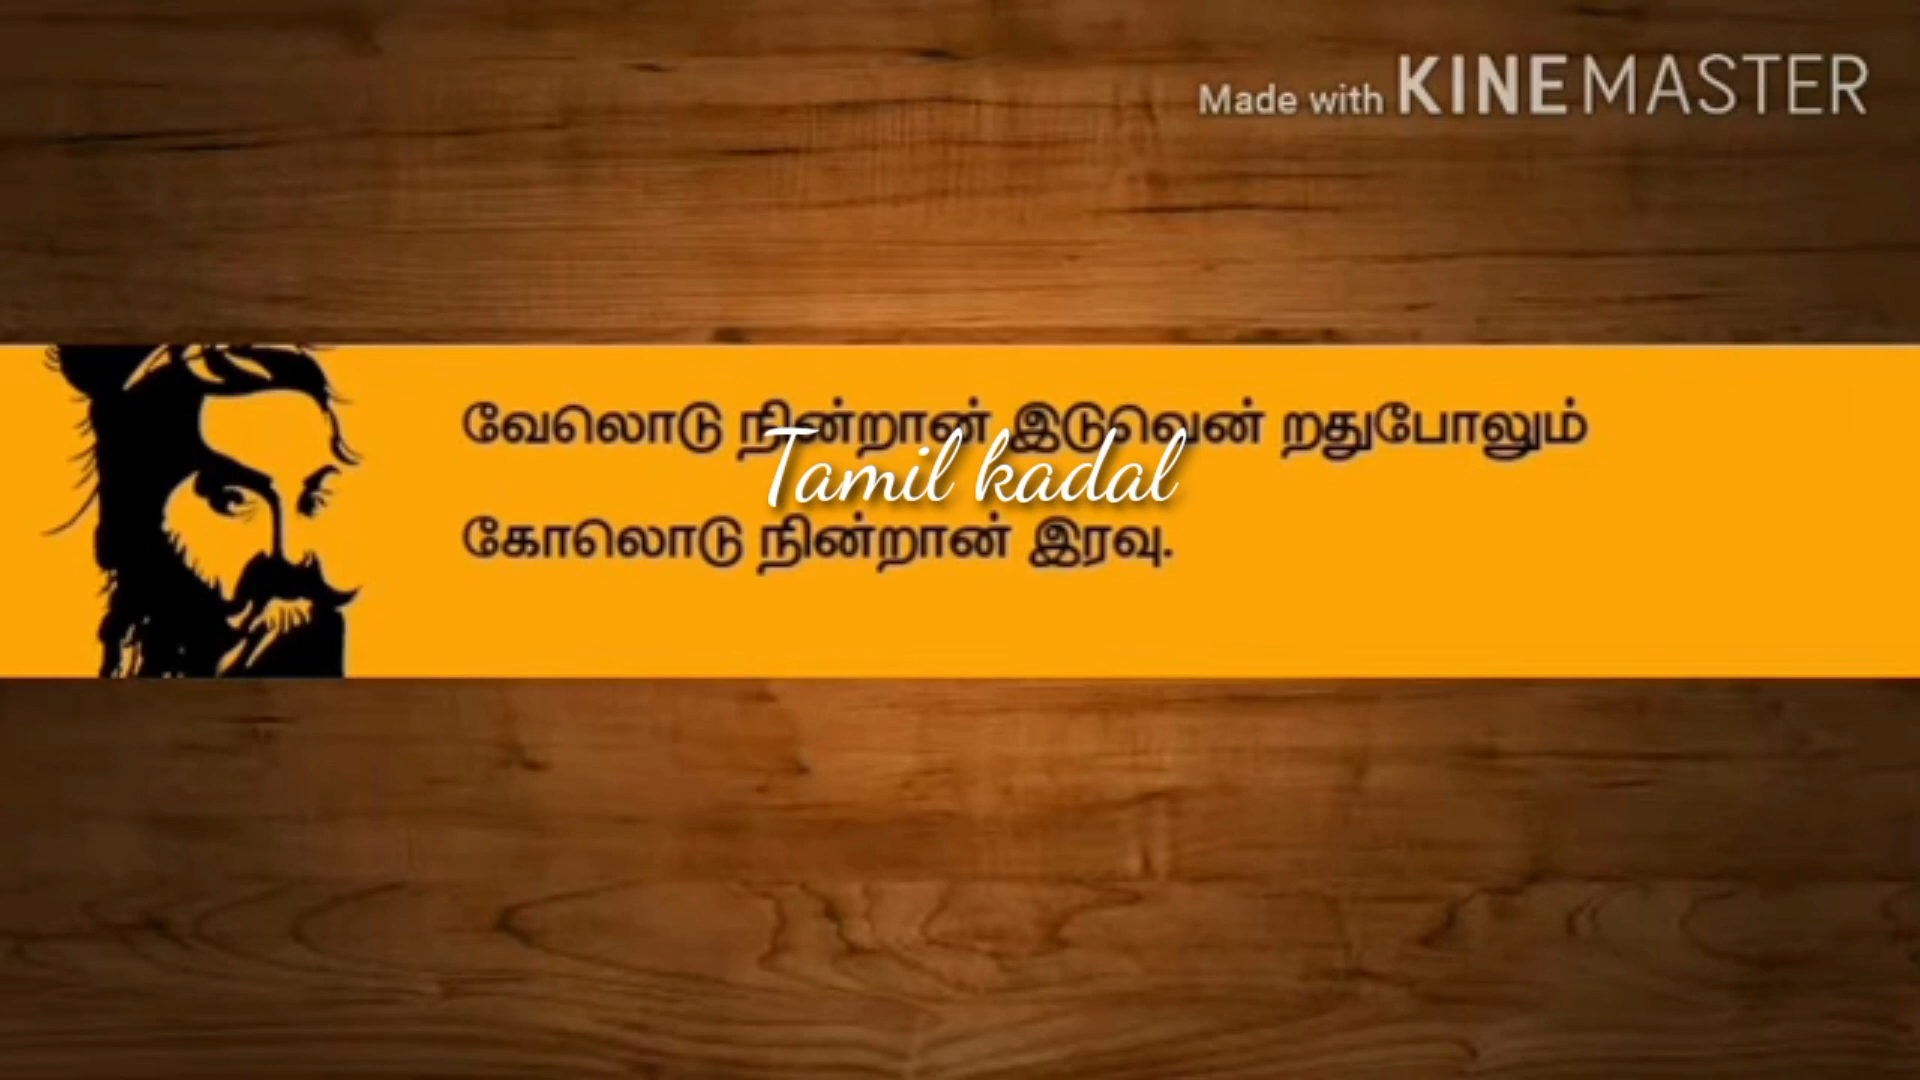 Made with KINEMASTER
வேலொடு நின்றான் இடுவென் றதுபோலும்
Tamil kadal
கோலொடு நின்றான் இரவு.